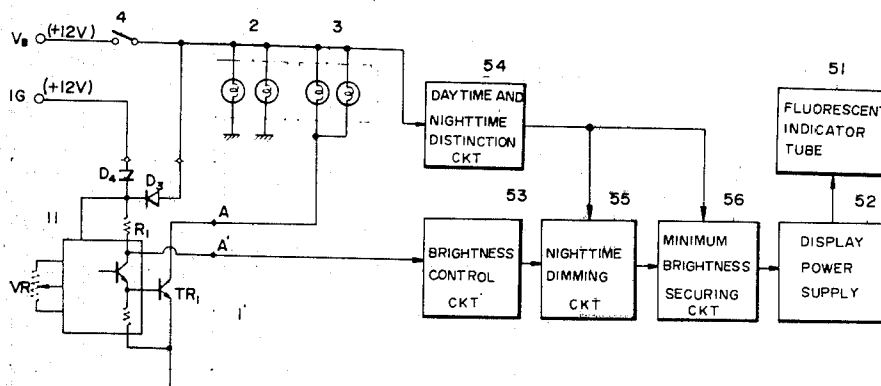 4
2
3
V_B (+12V)
IG (+12V)
54
DAYTIME AND
NIGHTTIME
DISTINCTION
CKT
51
FLUORESCENT
INDICATOR
TUBE
D4
D3
11
R1
A
A'
VR
TR1
1'
53
BRIGHTNESS
CONTROL
CKT
55
NIGHTTIME
DIMMING
CKT
56
MINIMUM
BRIGHTNESS
SECURING
CKT
52
DISPLAY
POWER
SUPPLY